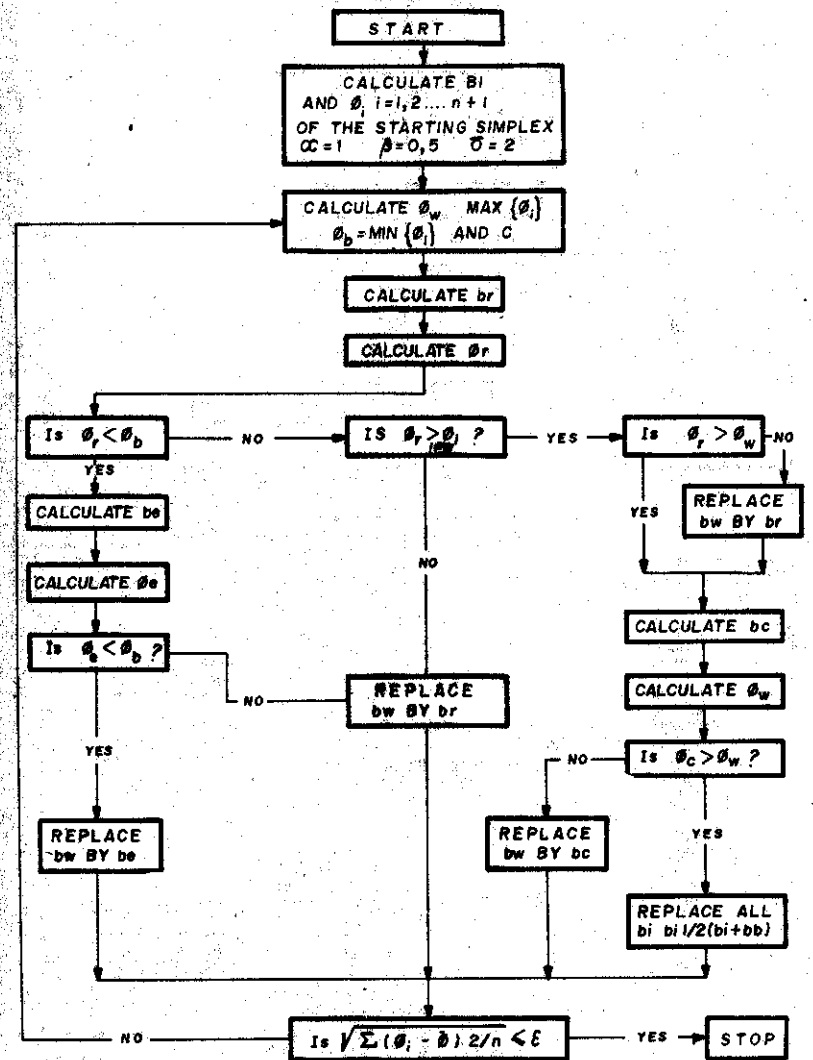 START
CALCULATE Bi
AND Ø i i=1,2.... n+1
OF THE STARTING SIMPLEX
∝=1 β=0,5 σ=2
CALCULATE Øw MAX {Øi}
Øb=MIN {Øi} AND C
CALCULATE br
CALCULATE Ør
Is Ør<Øb
NO
IS Ør>Øi ?
YES
Is Ør>Øw
NO
YES
CALCULATE be
YES
REPLACE
bw BY br
CALCULATE Øe
NO
CALCULATE bc
Is Øe<Øb ?
NO
REPLACE
bw BY br
CALCULATE Øw
YES
Is Øc>Øw ?
NO
YES
REPLACE
bw BY be
REPLACE
bw BY bc
REPLACE ALL
bi bi 1/2(bi+bb)
NO
Is √Σ(Øi - Ø) 2/n ≤ε
YES
STOP